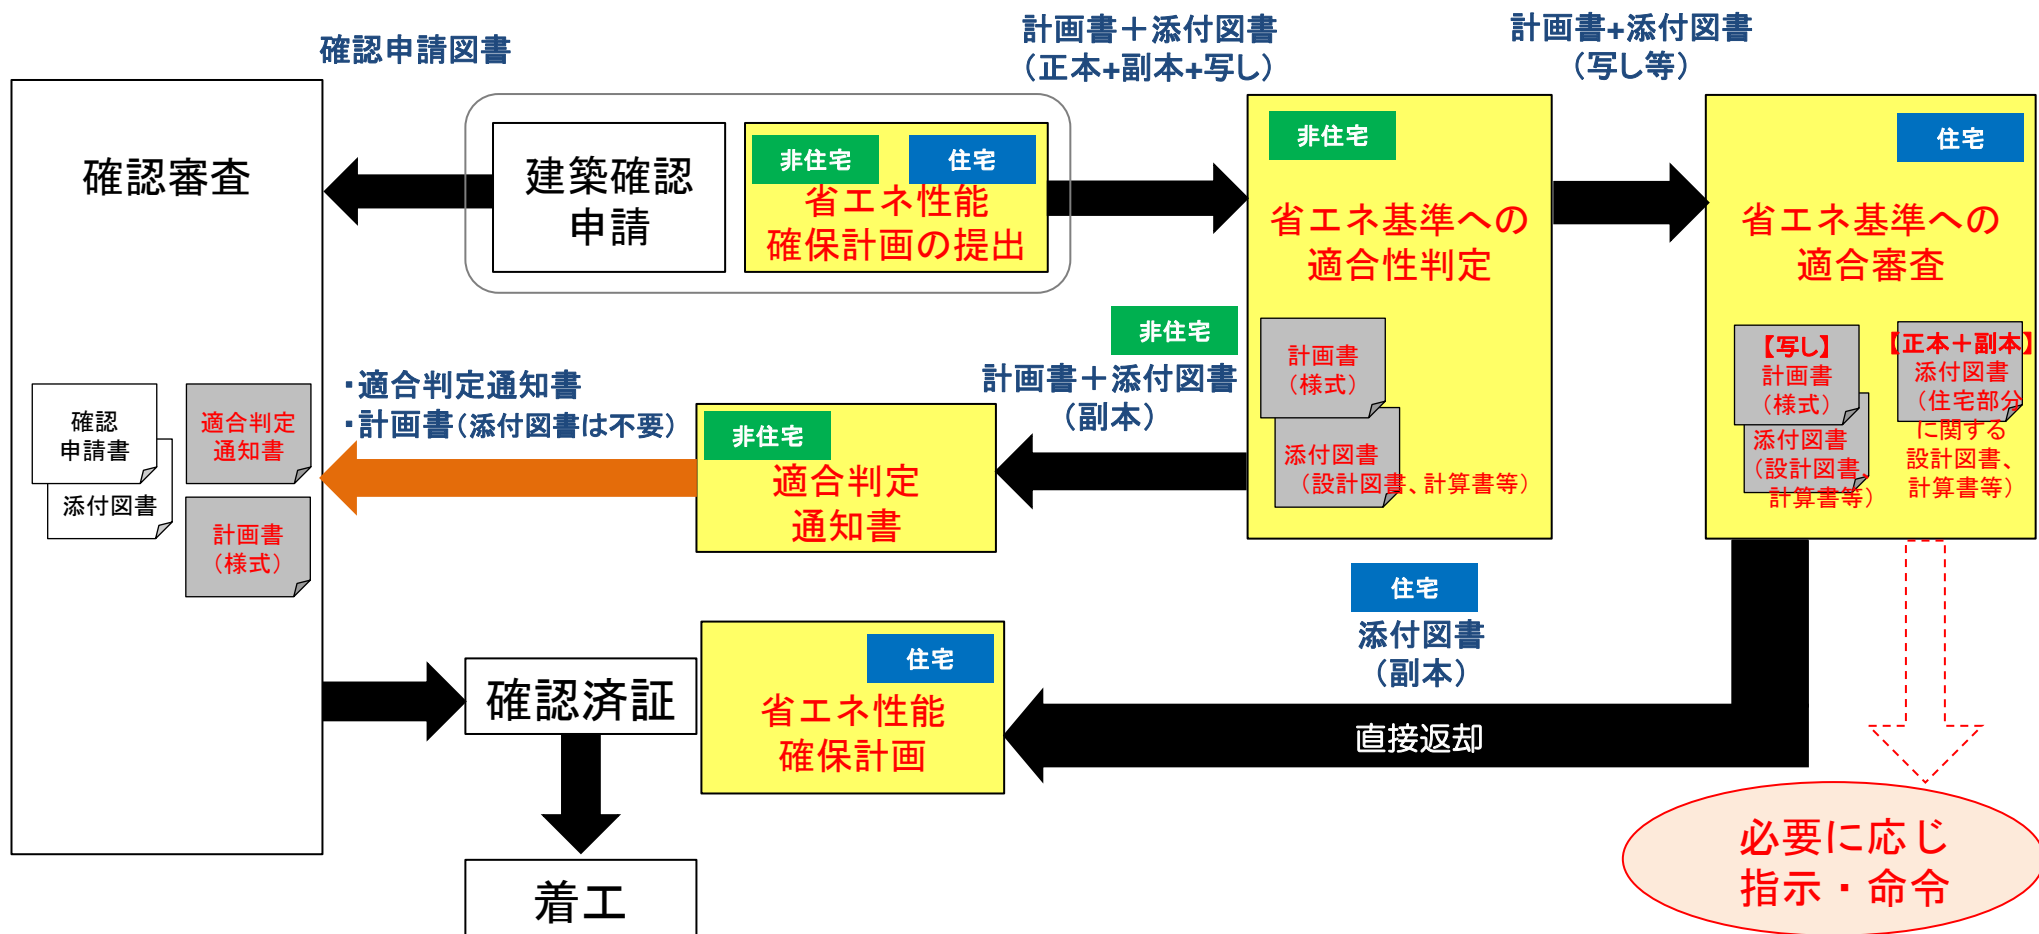 確認申請図書
計画書＋添付図書
（正本+副本+写し）
計画書+添付図書
（写し等）
確認審査
建築確認
申請
非住宅
住宅
省エネ性能
確保計画の提出
非住宅
省エネ基準への
適合性判定
住宅
省エネ基準への
適合審査
非住宅
計画書＋添付図書
（副本）
計画書
（様式）
添付図書
（設計図書、計算書等）
【写し】
計画書
（様式）
添付図書
（設計図書、
計算書等）
【正本＋副本】
添付図書
（住宅部分
に関する
設計図書、
計算書等）
・適合判定通知書
・計画書（添付図書は不要）
非住宅
適合判定
通知書
確認
申請書
添付図書
適合判定
通知書
計画書
（様式）
住宅
添付図書
（副本）
直接返却
住宅
省エネ性能
確保計画
確認済証
着工
必要に応じ
指示・命令